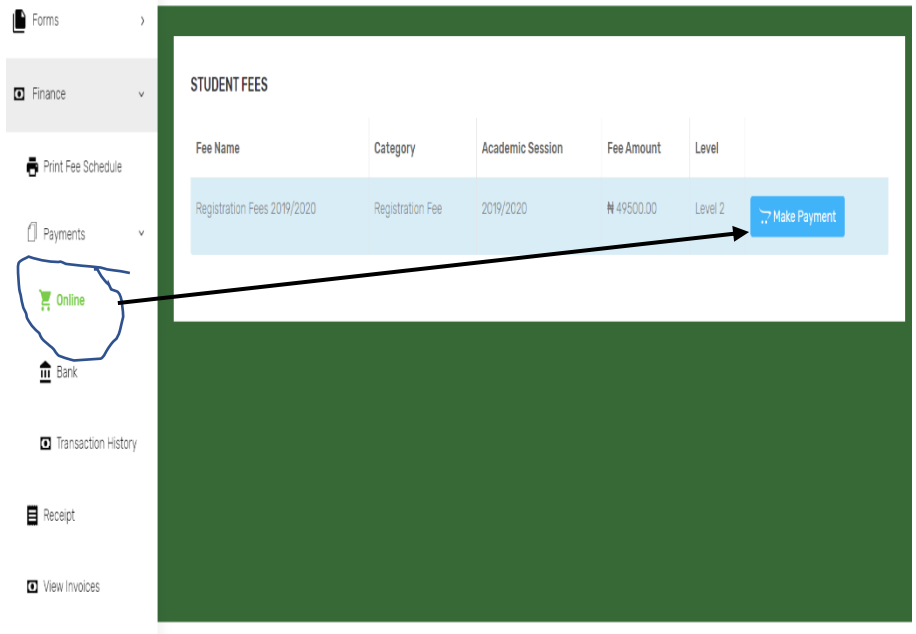 Forms
Finance
Print Fee Schedule
Payments
Online
Bank
Transaction History
Receipt
View Invoices
STUDENT FEES
Fee Name Category Academic Session Fee Amount Level
Registration Fees 2019/2020 Registration Fee 2019/2020 ₦ 49500.00 Level 2 Make Payment